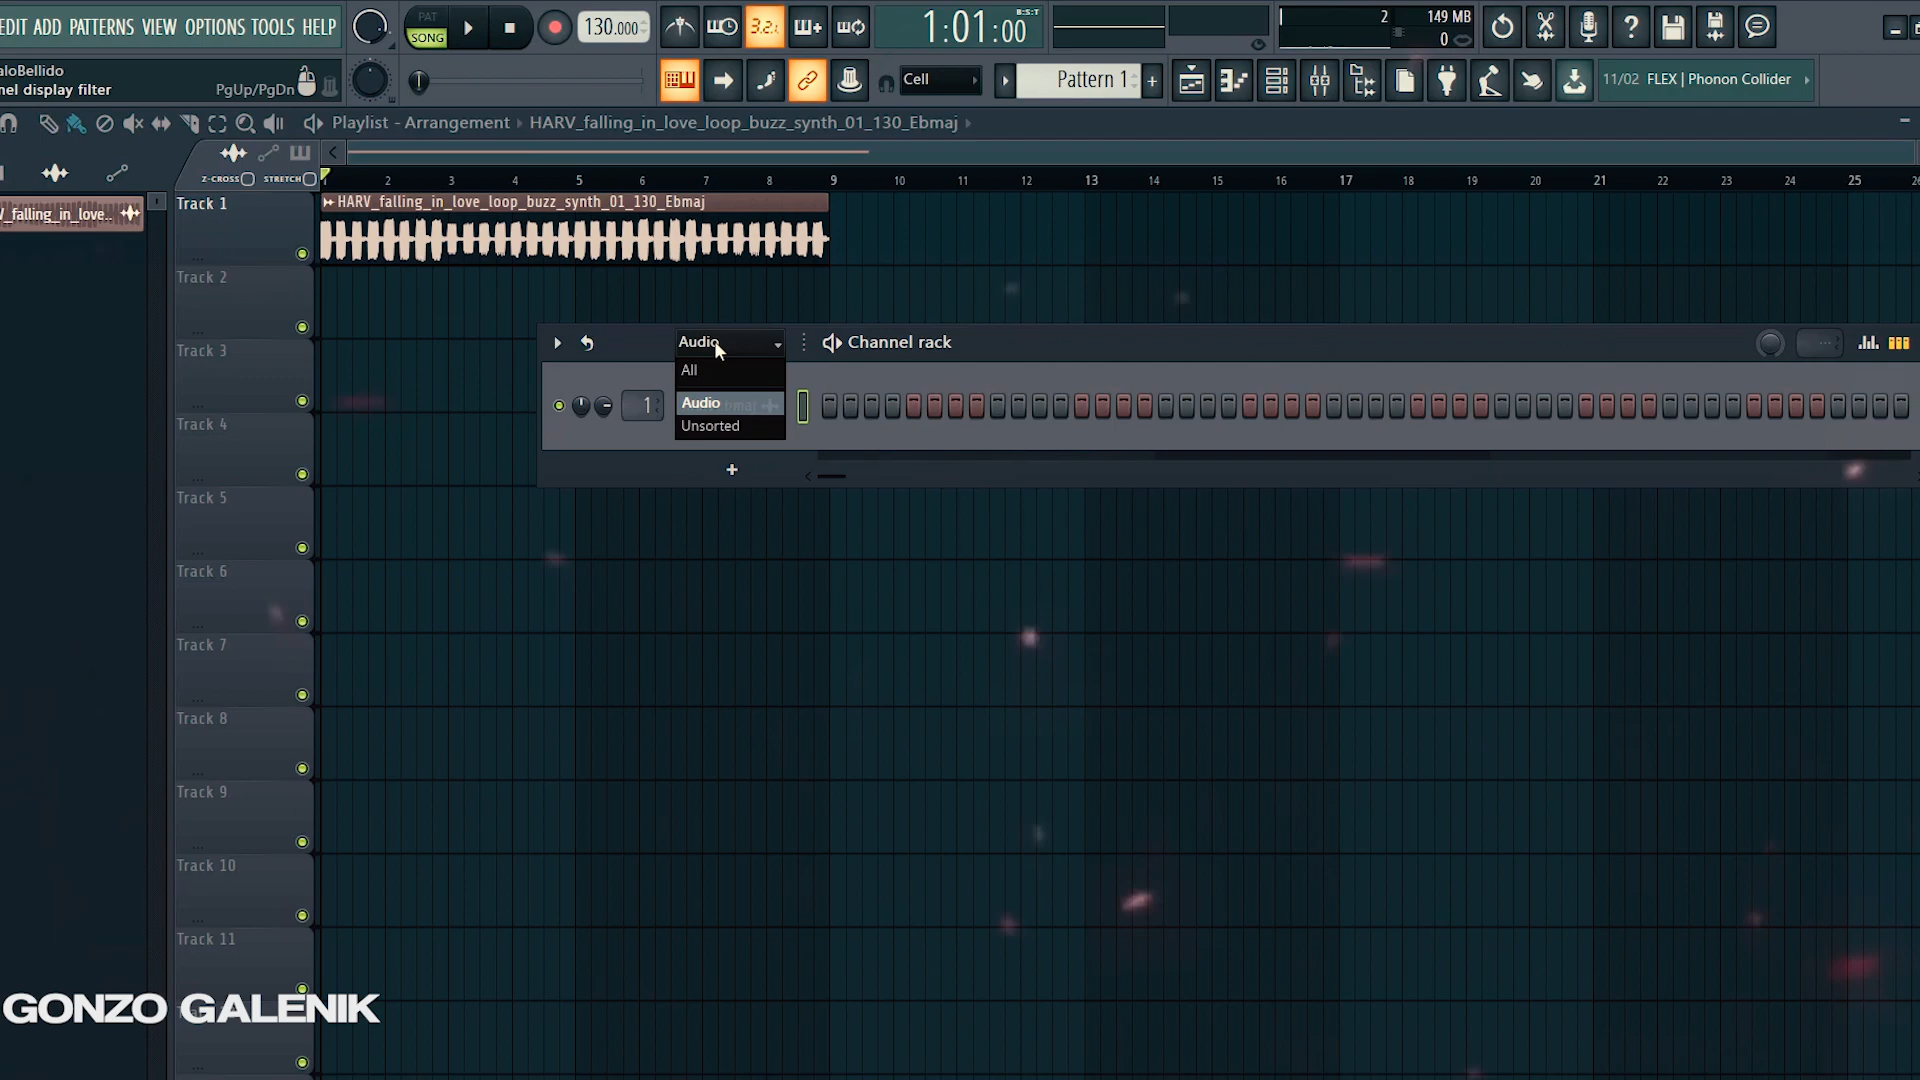 EDIT ADD PATTERNS VIEW OPTIONS TOOLS HELP
PAT
SONG
130.000
3.2.
1:01:00
B:S:T
2
149 MB
0
aloBellido
nel display filter
PgUp/PgDn
Cell
Pattern 1
11/02 FLEX | Phonon Collider
Playlist - Arrangement
HARV_falling_in_love_loop_buzz_synth_01_130_Ebmaj
Z-CROSS
STRETCH
1 2 3 4 5 6 7 8 9 10 11 12 13 14 15 16 17 18 19 20 21 22 23 24 25
V_falling_in_love..
Track 1
HARV_falling_in_love_loop_buzz_synth_01_130_Ebmaj
Track 2
Track 3
Audio
Channel rack
All
Audio
1
Unsorted
Track 4
Track 5
Track 6
Track 7
Track 8
Track 9
Track 10
Track 11
GONZO GALENIK